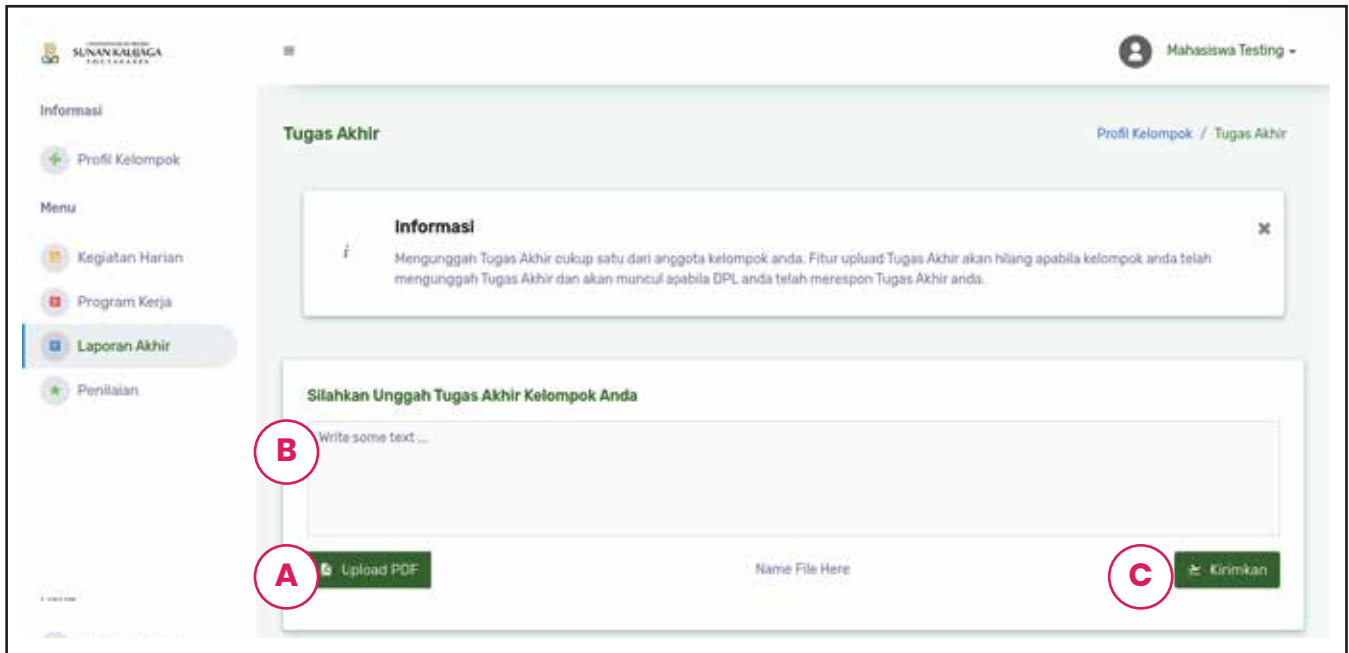 SUNAN KALIJAGA
YOGYAKARTA
Mahasiswa Testing
Informasi
Profil Kelompok
Menu
Kegiatan Harian
Program Kerja
Laporan Akhir
Penilaian
Tugas Akhir
Profil Kelompok / Tugas Akhir
Informasi
i
Mengunggah Tugas Akhir cukup satu dari anggota kelompok anda. Fitur upluad Tugas Akhir akan hilang apabila kelompok anda telah
mengunggah Tugas Akhir dan akan muncul apabila DPL anda telah merespon Tugas Akhir anda.
Silahkan Unggah Tugas Akhir Kelompok Anda
B
Write some text ...
A
Upload PDF
Name File Here
C
Kirimkan